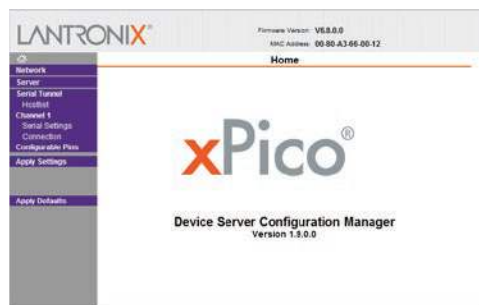 LANTRONIX®
Firmware Version: V6.8.0.0
MAC Address: 00-80-A3-66-00-12
Home
Network
Server
Serial Tunnel
Hostlist
Channel 1
Serial Settings
Connection
Configurable Pins
Apply Settings
Apply Defaults
xPico®
Device Server Configuration Manager
Version 1.9.0.0